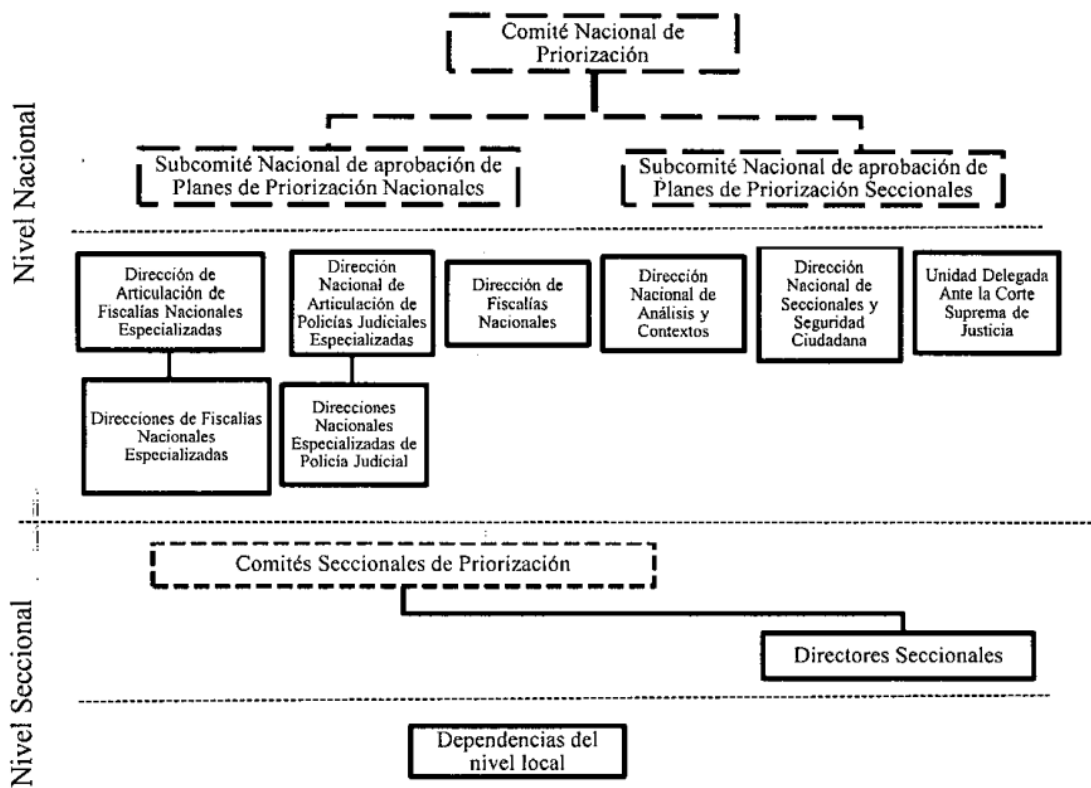 Comité Nacional de
Priorización
Nivel Nacional
Subcomité Nacional de aprobación de
Planes de Priorización Nacionales
Subcomité Nacional de aprobación de
Planes de Priorización Seccionales
Dirección de
Articulación de
Fiscalías Nacionales
Especializadas
Dirección
Nacional de
Articulación de
Policías Judiciales
Especializadas
Dirección de
Fiscalías
Nacionales
Dirección
Nacional de
Análisis y
Contextos
Dirección
Nacional de
Seccionales y
Seguridad
Ciudadana
Unidad Delegada
Ante la Corte
Suprema de
Justicia
Direcciones de Fiscalías
Nacionales
Especializadas
Direcciones
Nacionales
Especializadas de
Policía Judicial
Nivel Seccional
Comités Seccionales de Priorización
Directores Seccionales
Dependencias del
nivel local